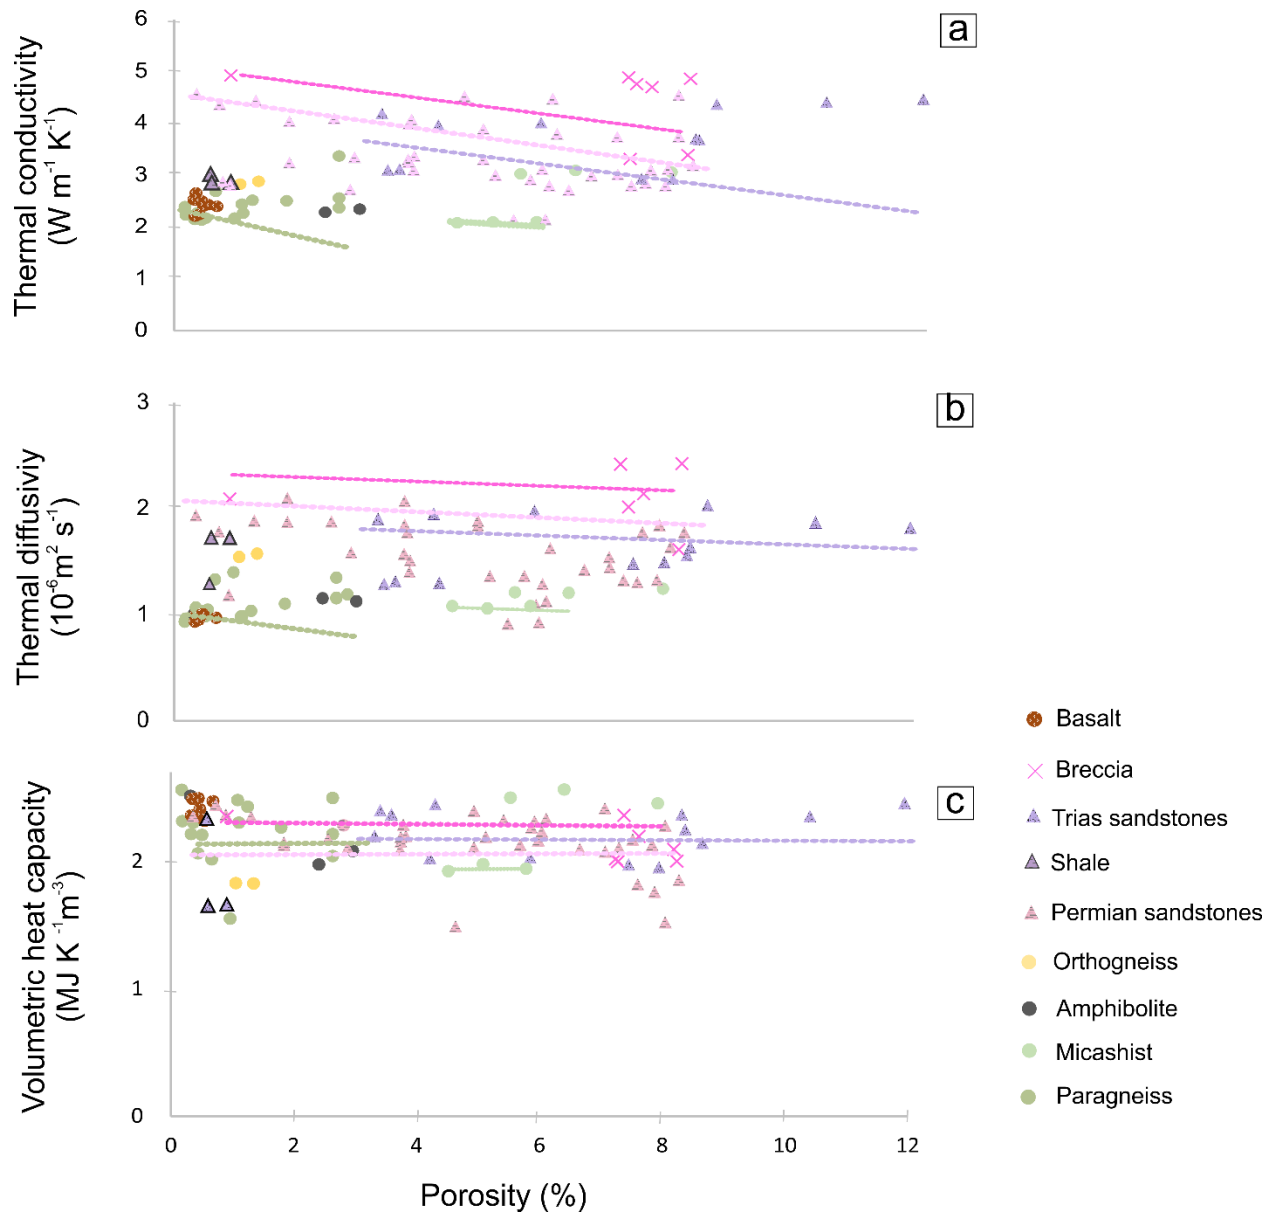 a
6
5
4
3
2
1
0
Thermal conductivity
(W m⁻¹ K⁻¹)
b
3
2
1
0
Thermal diffusiviy
(10⁻⁶m² s⁻¹)
c
2
1
0
Volumetric heat capacity
(MJ K ⁻¹m⁻³)
0 2 4 6 8 10 12
Porosity (%)
Basalt
Breccia
Trias sandstones
Shale
Permian sandstones
Orthogneiss
Amphibolite
Micashist
Paragneiss